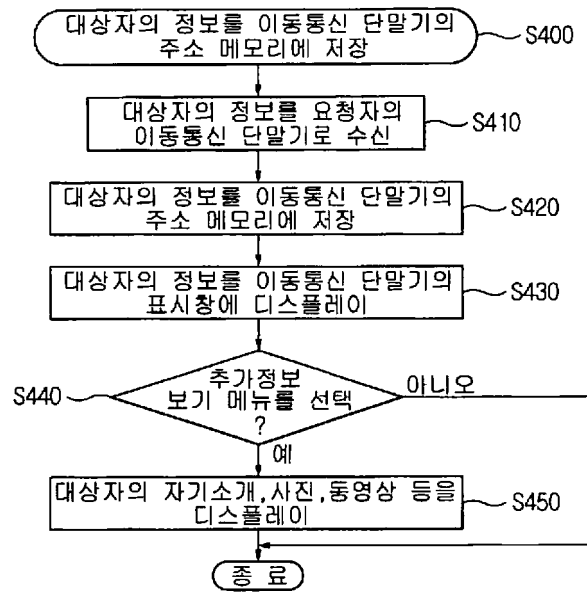 대상자의 정보를 이동통신 단말기의
주소 메모리에 저장
S400
대상자의 정보를 요청자의
이동통신 단말기로 수신
S410
대상자의 정보를 이동통신 단말기의
주소 메모리에 저장
S420
대상자의 정보를 이동통신 단말기의
표시창에 디스플레이
S430
S440
추가정보
보기 메뉴를 선택
?
아니오
예
대상자의 자기소개,사진,동영상 등을
디스플레이
S450
종 료